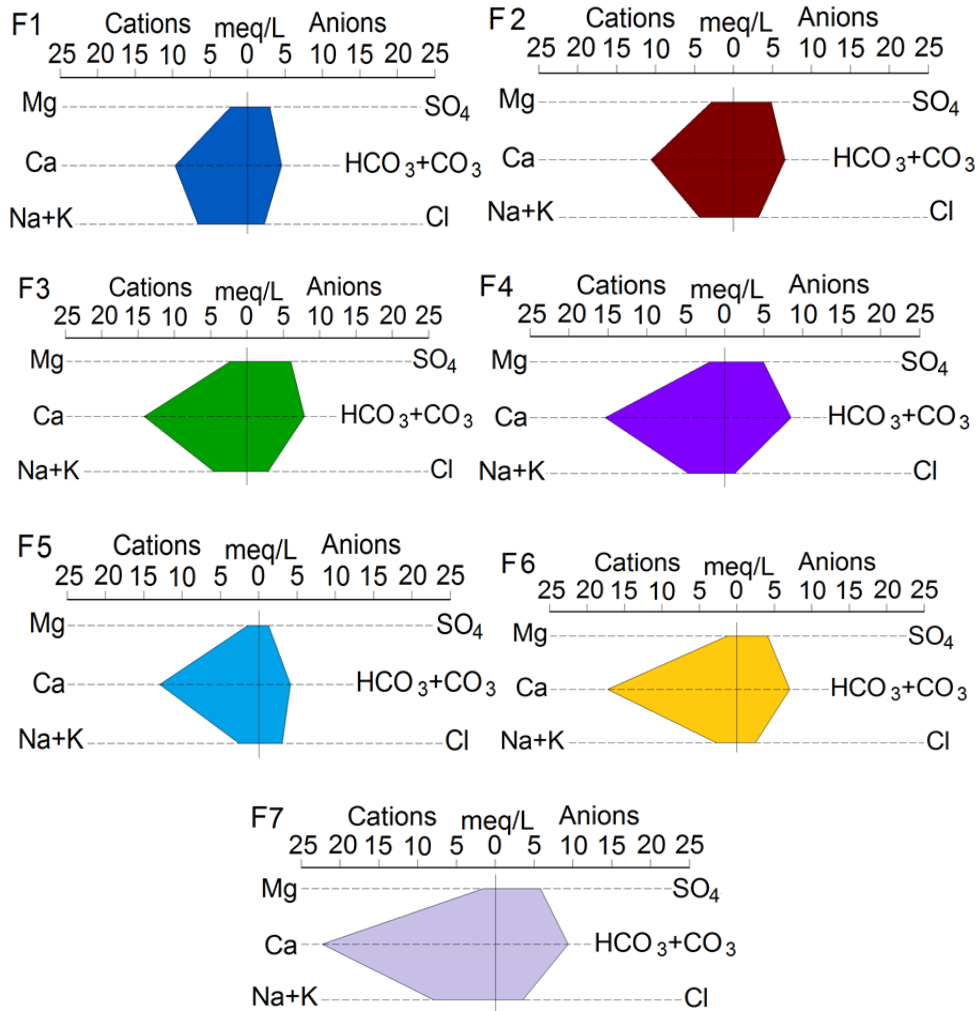 F1 Cations meq/L Anions
25 20 15 10 5 0 5 10 15 20 25
Mg SO₄
Ca HCO₃+CO₃
Na+K Cl
F2 Cations meq/L Anions
25 20 15 10 5 0 5 10 15 20 25
Mg SO₄
Ca HCO₃+CO₃
Na+K Cl
F3 Cations meq/L Anions
25 20 15 10 5 0 5 10 15 20 25
Mg SO₄
Ca HCO₃+CO₃
Na+K Cl
F4 Cations meq/L Anions
25 20 15 10 5 0 5 10 15 20 25
Mg SO₄
Ca HCO₃+CO₃
Na+K Cl
F5 Cations meq/L Anions
25 20 15 10 5 0 5 10 15 20 25
Mg SO₄
Ca HCO₃+CO₃
Na+K Cl
F6 Cations meq/L Anions
25 20 15 10 5 0 5 10 15 20 25
Mg SO₄
Ca HCO₃+CO₃
Na+K Cl
F7 Cations meq/L Anions
25 20 15 10 5 0 5 10 15 20 25
Mg SO₄
Ca HCO₃+CO₃
Na+K Cl